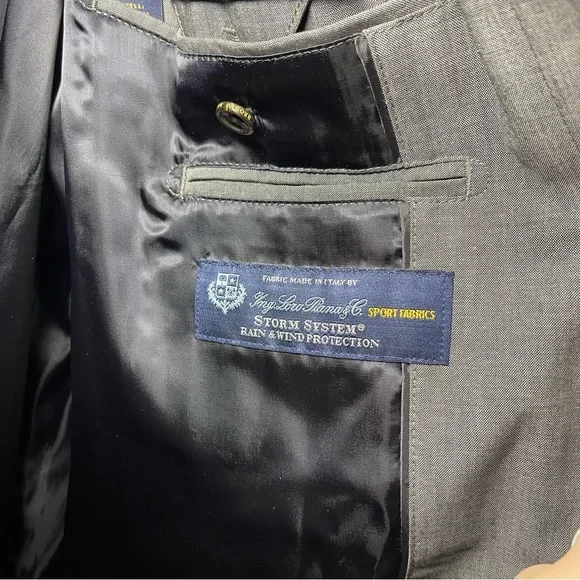 FABRIC MADE IN ITALY BY
Ing. Loro Piana & C. SPORT FABRICS
STORM SYSTEM®
RAIN & WIND PROTECTION